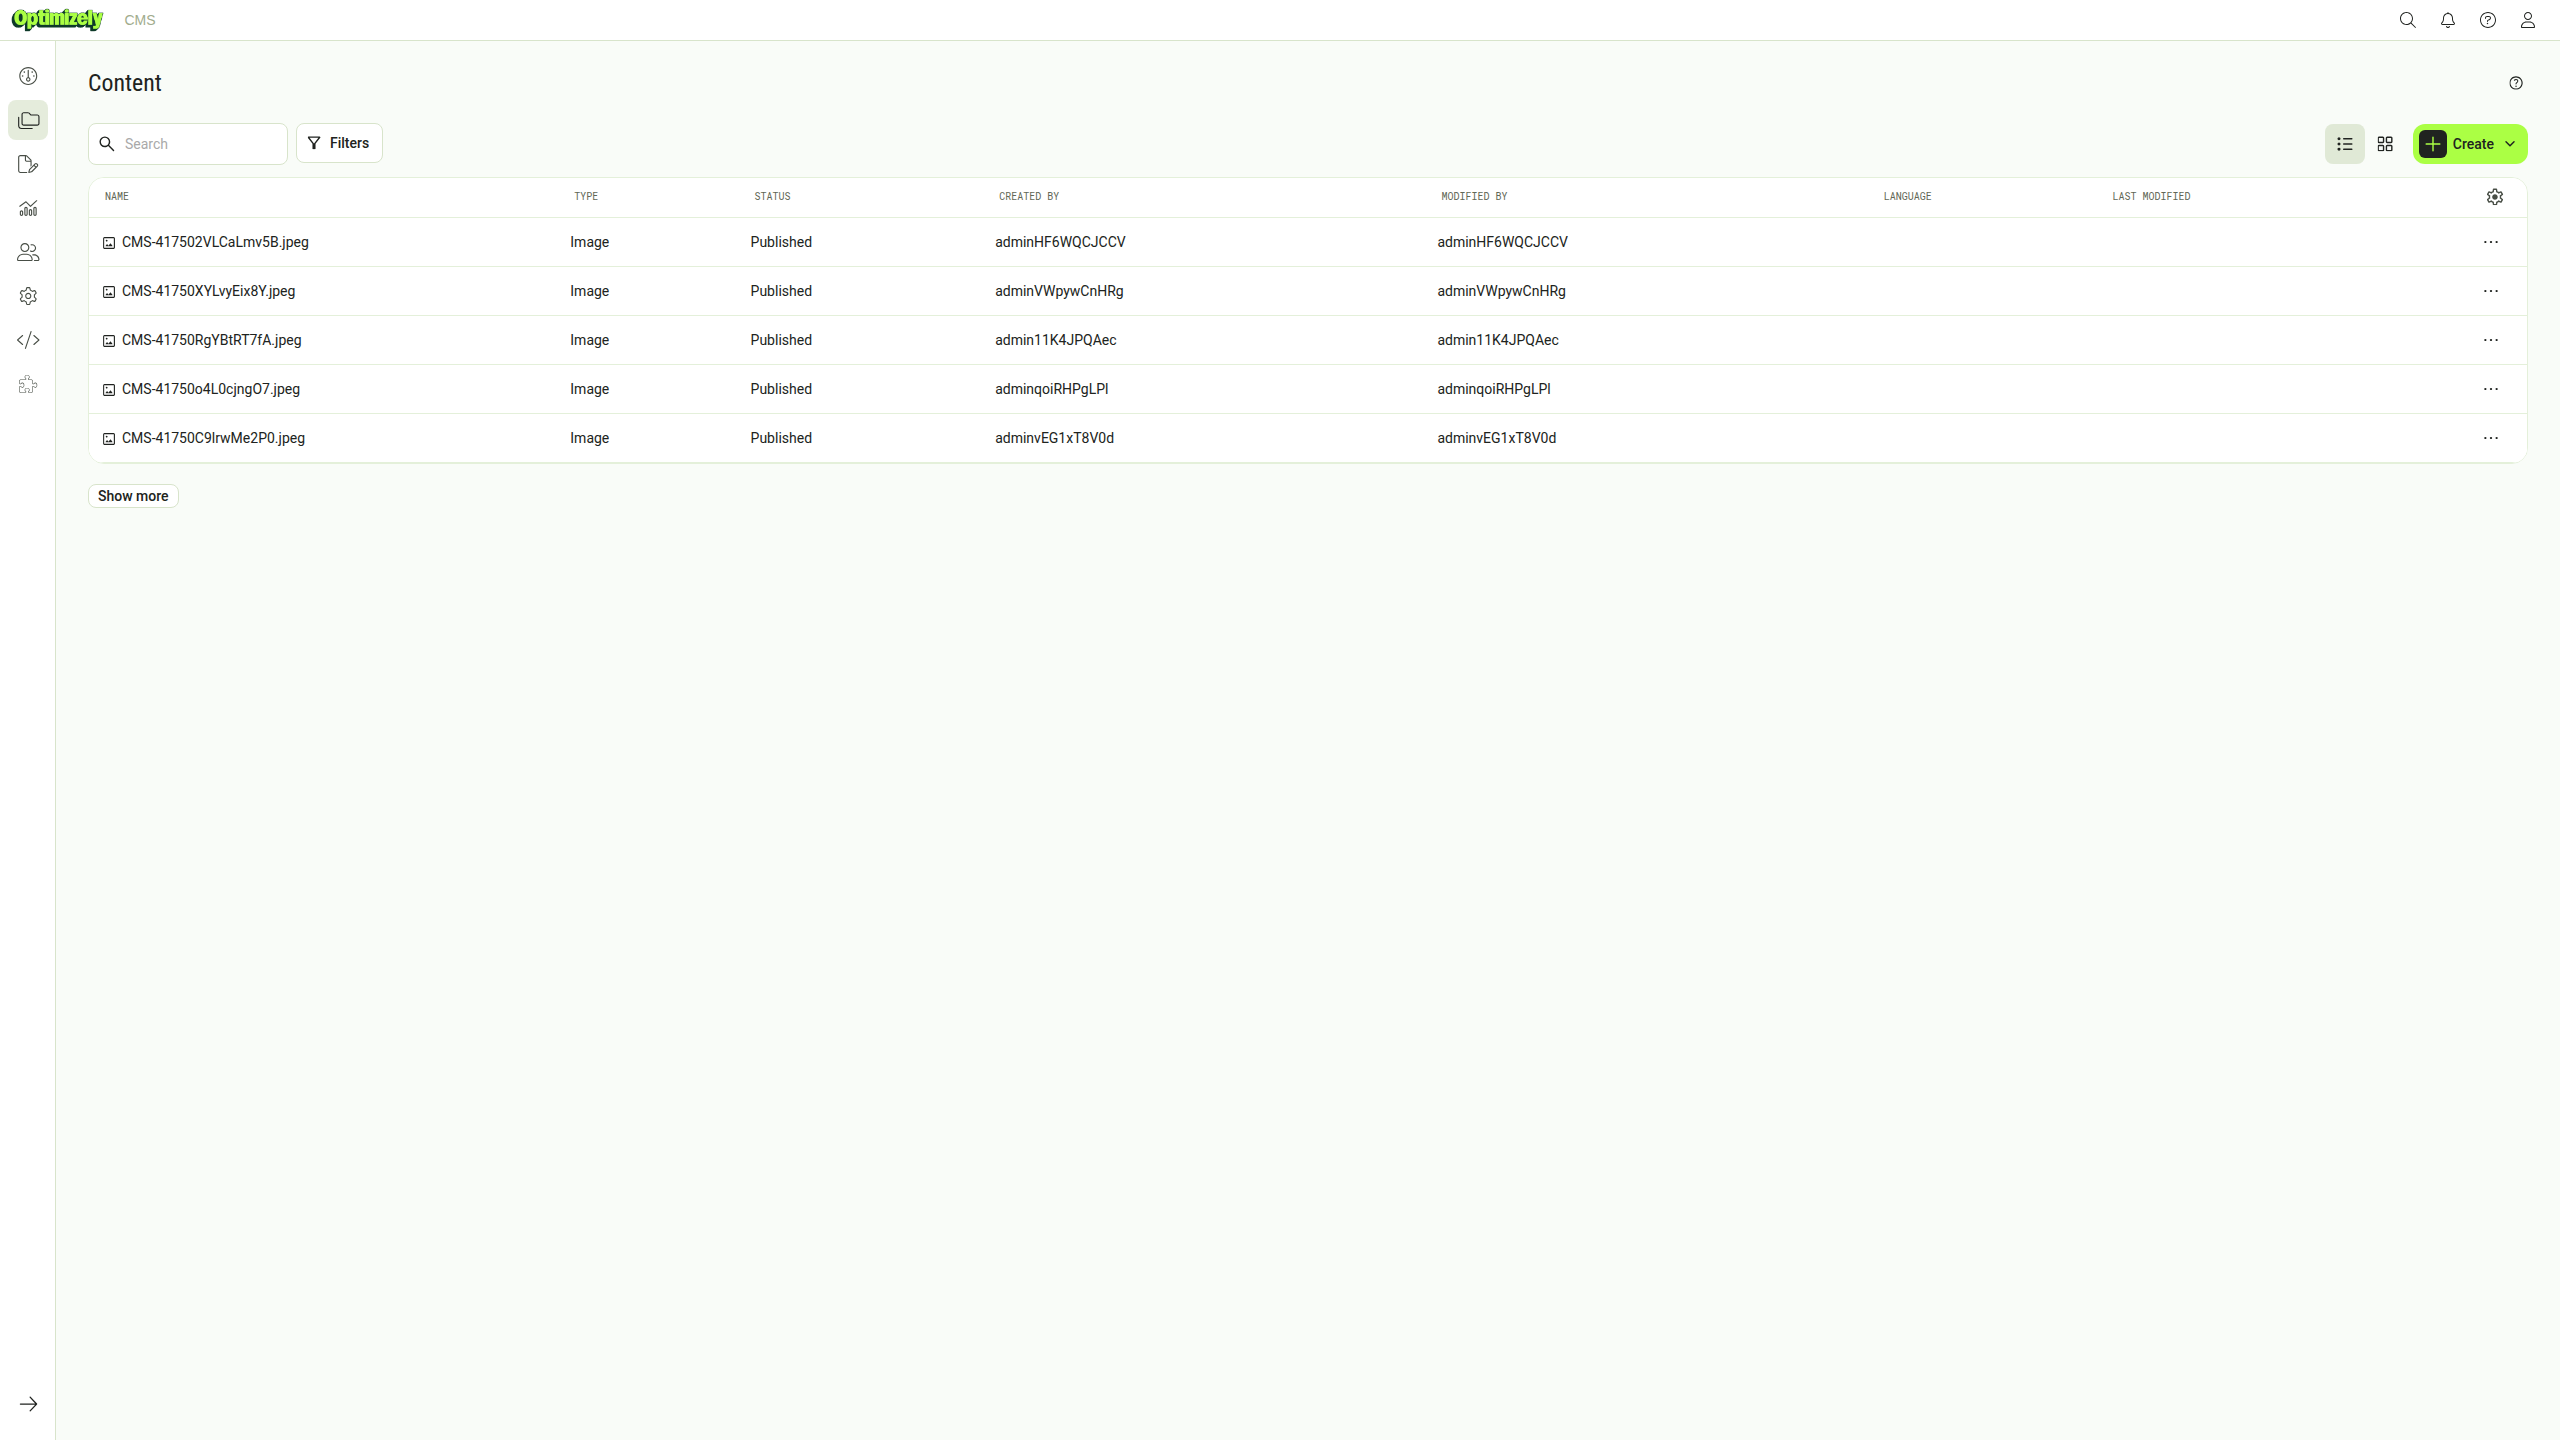 Optimizely CMS
Content
Search Filters Create
NAME TYPE STATUS CREATED BY MODIFIED BY LANGUAGE LAST MODIFIED
CMS-417502VLCaLmv5B.jpeg Image Published adminHF6WQCJCCV adminHF6WQCJCCV
CMS-41750XYLvyEix8Y.jpeg Image Published adminVWpywCnHRg adminVWpywCnHRg
CMS-41750RgYBtRT7fA.jpeg Image Published admin11K4JPQAec admin11K4JPQAec
CMS-41750o4L0cjngO7.jpeg Image Published adminqoiRHPgLPl adminqoiRHPgLPl
CMS-41750C9IrwMe2P0.jpeg Image Published adminvEG1xT8V0d adminvEG1xT8V0d
Show more